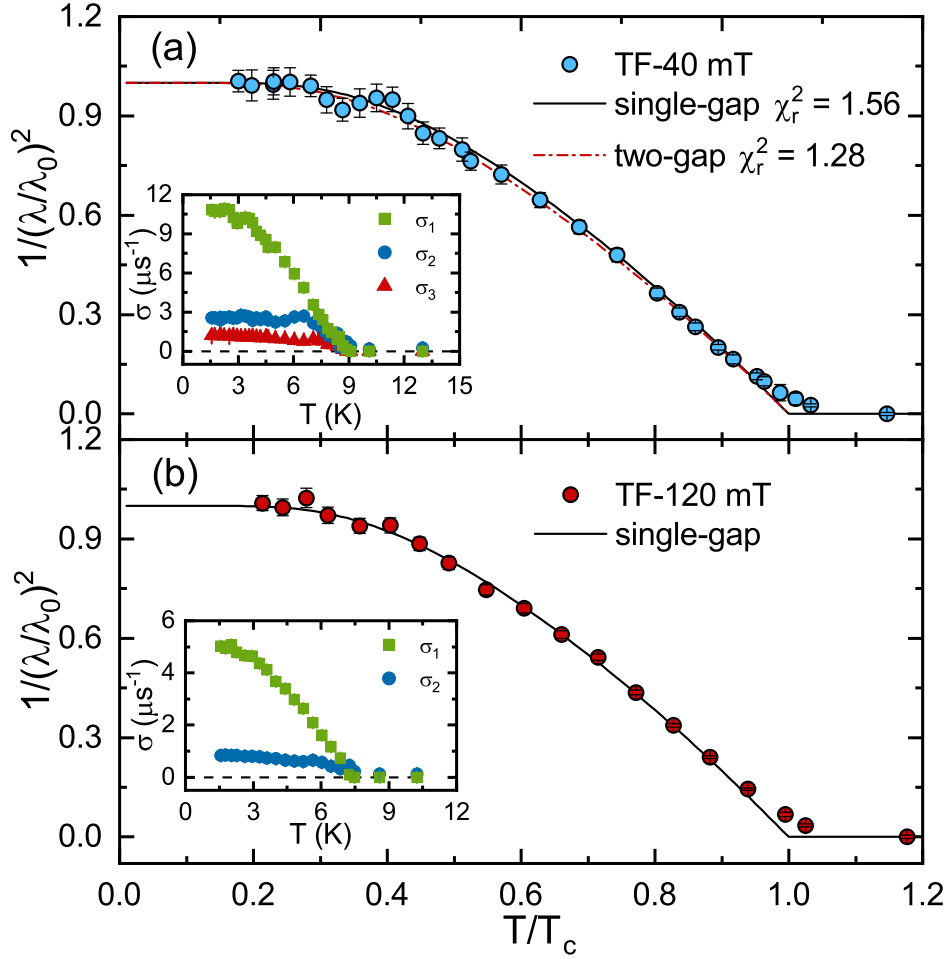 (a)
TF-40 mT
single-gap χᵣ² = 1.56
two-gap χᵣ² = 1.28
1/(λ/λ₀)²
1.2
0.9
0.6
0.3
0.0
σ (μs⁻¹)
12
9
6
3
0
σ₁
σ₂
σ₃
0 3 6 9 12 15
T (K)
(b)
TF-120 mT
single-gap
1/(λ/λ₀)²
1.2
0.9
0.6
0.3
0.0
σ (μs⁻¹)
6
4
2
0
σ₁
σ₂
0 3 6 9 12
T (K)
0.0 0.2 0.4 0.6 0.8 1.0 1.2
T/T꜀